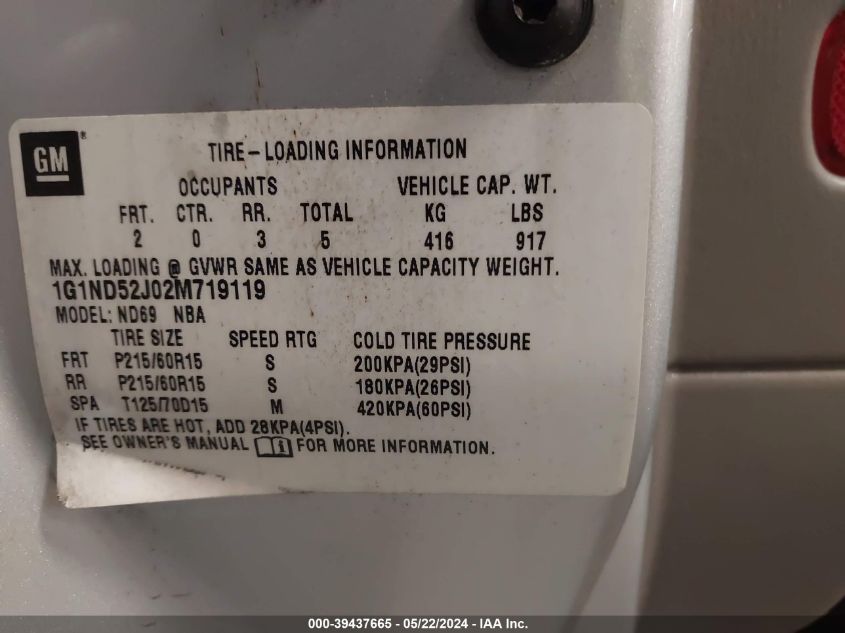 GM ®
TIRE-LOADING INFORMATION
OCCUPANTS VEHICLE CAP. WT.
FRT. CTR. RR. TOTAL KG LBS
2 0 3 5 416 917
MAX. LOADING @ GVWR SAME AS VEHICLE CAPACITY WEIGHT.
1G1ND52J02M719119
MODEL: ND69 NBA
TIRE SIZE SPEED RTG COLD TIRE PRESSURE
FRT P215/60R15 S 200KPA(29PSI)
RR P215/60R15 S 180KPA(26PSI)
SPA T125/70D15 M 420KPA(60PSI)
IF TIRES ARE HOT, ADD 28KPA(4PSI).
SEE OWNER'S MANUAL i FOR MORE INFORMATION.
000-39437665 - 05/22/2024 - IAA Inc.